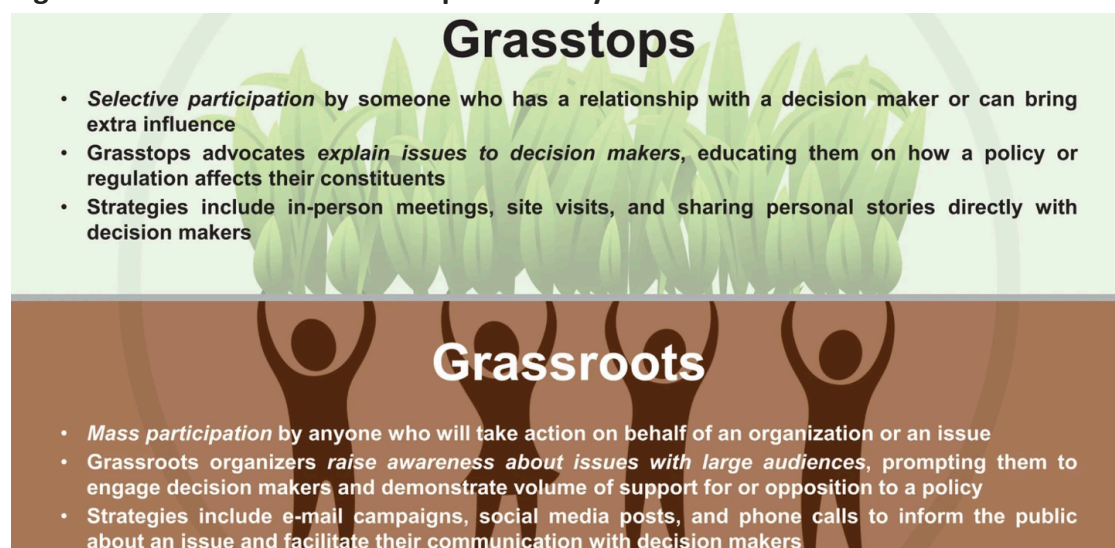 Grasstops
• Selective participation by someone who has a relationship with a decision maker or can bring
extra influence
• Grasstops advocates explain issues to decision makers, educating them on how a policy or
regulation affects their constituents
• Strategies include in-person meetings, site visits, and sharing personal stories directly with
decision makers
Grassroots
• Mass participation by anyone who will take action on behalf of an organization or an issue
• Grassroots organizers raise awareness about issues with large audiences, prompting them to
engage decision makers and demonstrate volume of support for or opposition to a policy
• Strategies include e-mail campaigns, social media posts, and phone calls to inform the public
about an issue and facilitate their communication with decision makers